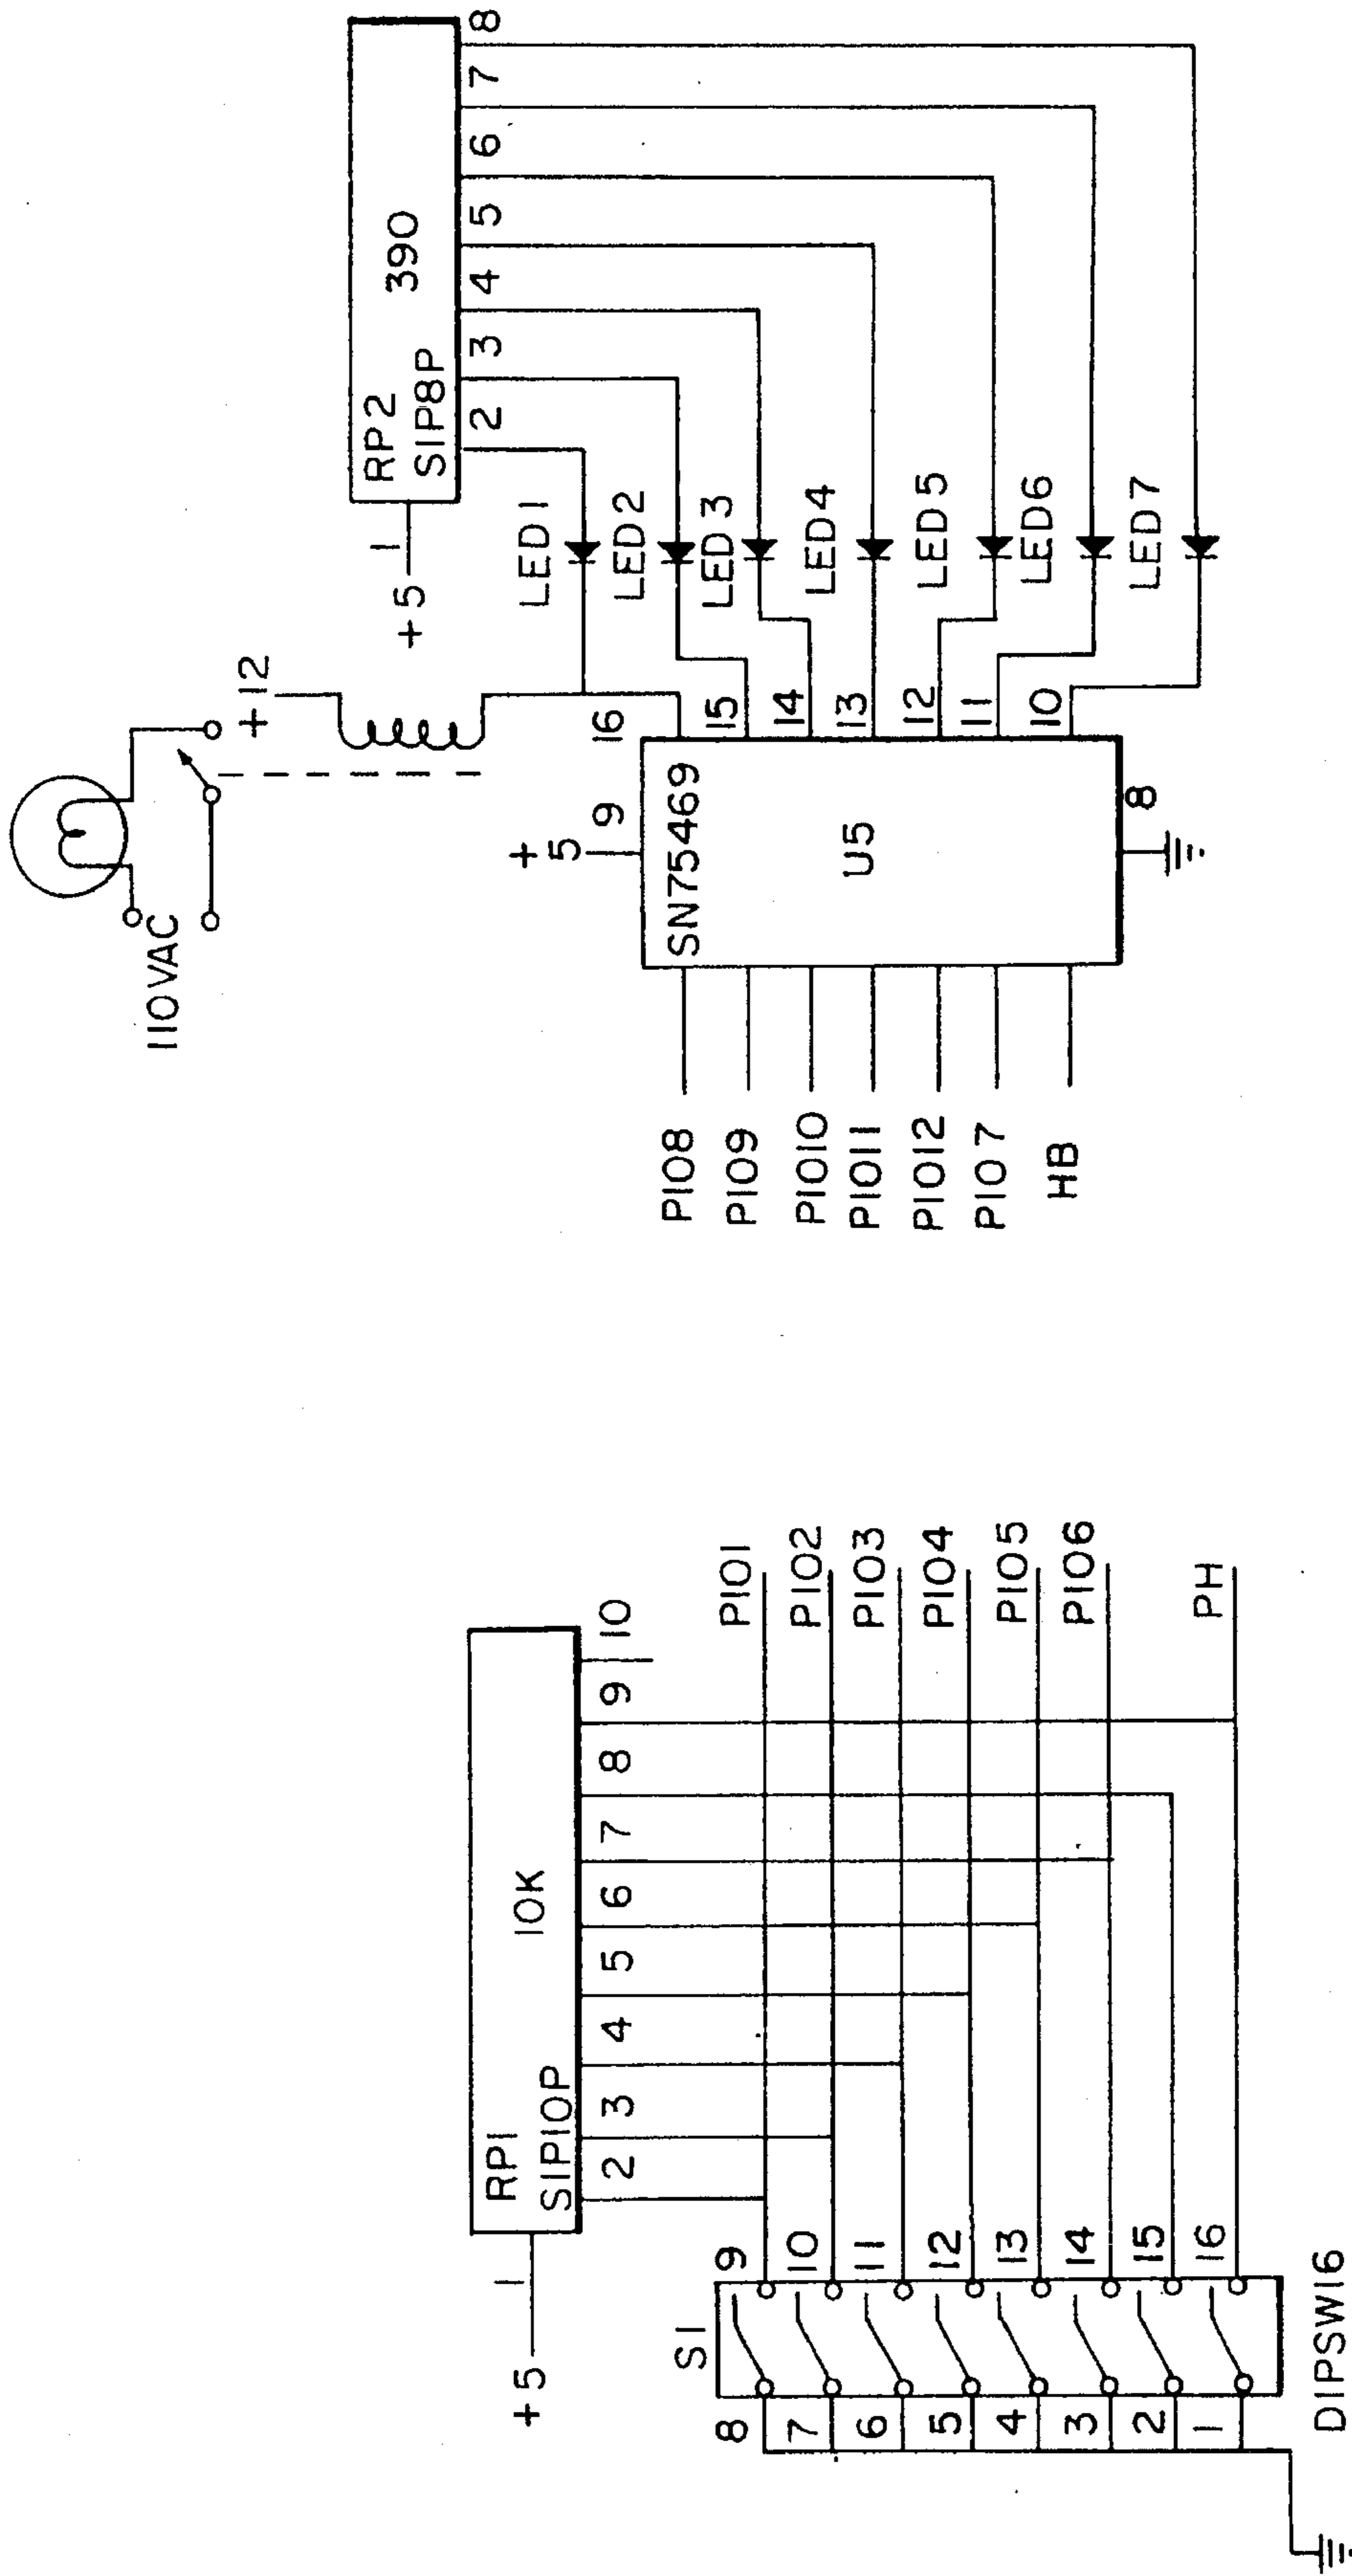 110VAC
+12
+5
1
RP2
390
SIP8P
2
3
4
5
6
7
8
LED1
LED2
LED3
LED4
LED5
LED6
LED7
+
5
9
SN75469
U5
8
16
15
14
13
12
11
10
PIO8
PIO9
PIO10
PIO11
PIO12
PIO7
HB
+5
1
RP1
10K
SIP10P
2
3
4
5
6
7
8
9
10
PIO1
PIO2
PIO3
PIO4
PIO5
PIO6
PH
S1
9
10
11
12
13
14
15
16
8
7
6
5
4
3
2
1
DIPSW16